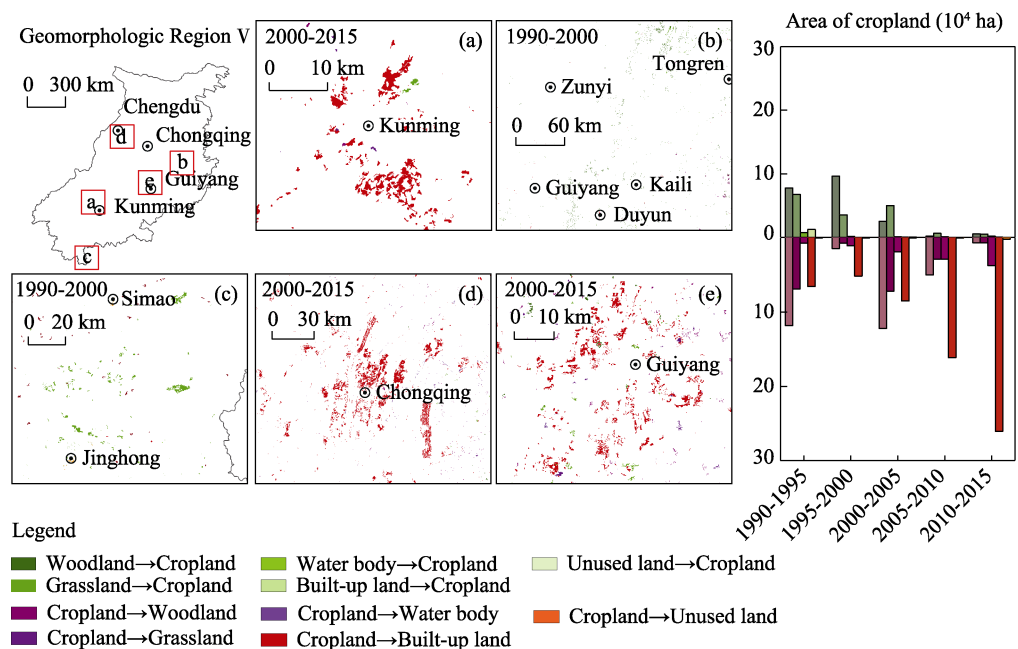 Geomorphologic Region V
0 300 km
Chengdu
d
Chongqing
b
e
Guiyang
a
Kunming
c
2000-2015 (a)
0 10 km
Kunming
1990-2000 (b)
Tongren
Zunyi
0 60 km
Guiyang
Kaili
Duyun
1990-2000 (c)
Simao
0 20 km
Jinghong
2000-2015 (d)
0 30 km
Chongqing
2000-2015 (e)
0 10 km
Guiyang
Area of cropland (10⁴ ha)
30
20
10
0
10
20
30
1990-1995
1995-2000
2000-2005
2005-2010
2010-2015
Legend
Woodland→Cropland
Grassland→Cropland
Cropland→Woodland
Cropland→Grassland
Water body→Cropland
Built-up land→Cropland
Cropland→Water body
Cropland→Built-up land
Unused land→Cropland
Cropland→Unused land